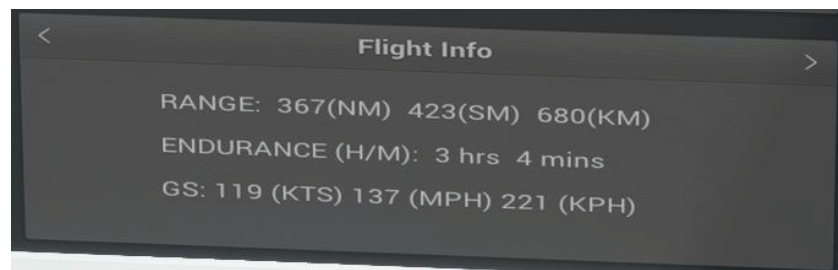 < Flight Info >
RANGE: 367(NM) 423(SM) 680(KM)
ENDURANCE (H/M): 3 hrs 4 mins
GS: 119 (KTS) 137 (MPH) 221 (KPH)